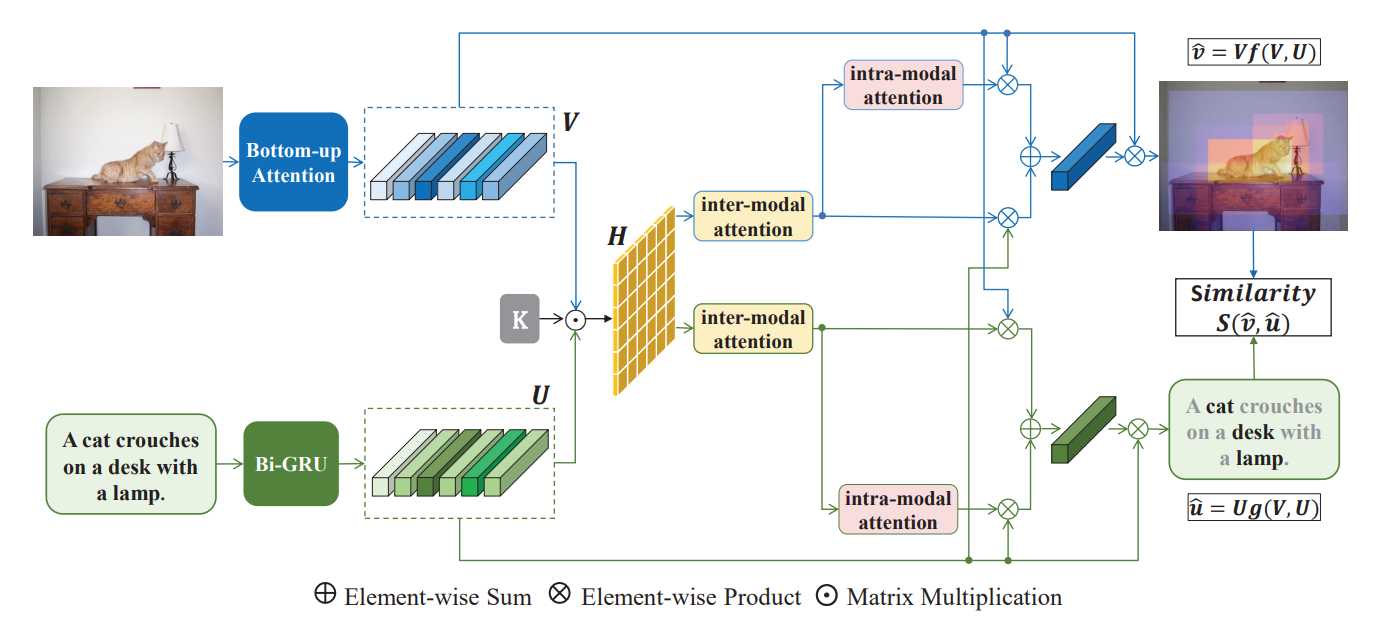 Bottom-up
Attention
V
intra-modal
attention
v̂ = Vf(V, U)
inter-modal
attention
H
K
inter-modal
attention
Similarity
S(v̂, û)
A cat crouches
on a desk with
a lamp.
Bi-GRU
U
intra-modal
attention
A cat crouches
on a desk with
a lamp.
û = Ug(V, U)
⊕ Element-wise Sum ⊗ Element-wise Product ⊙ Matrix Multiplication